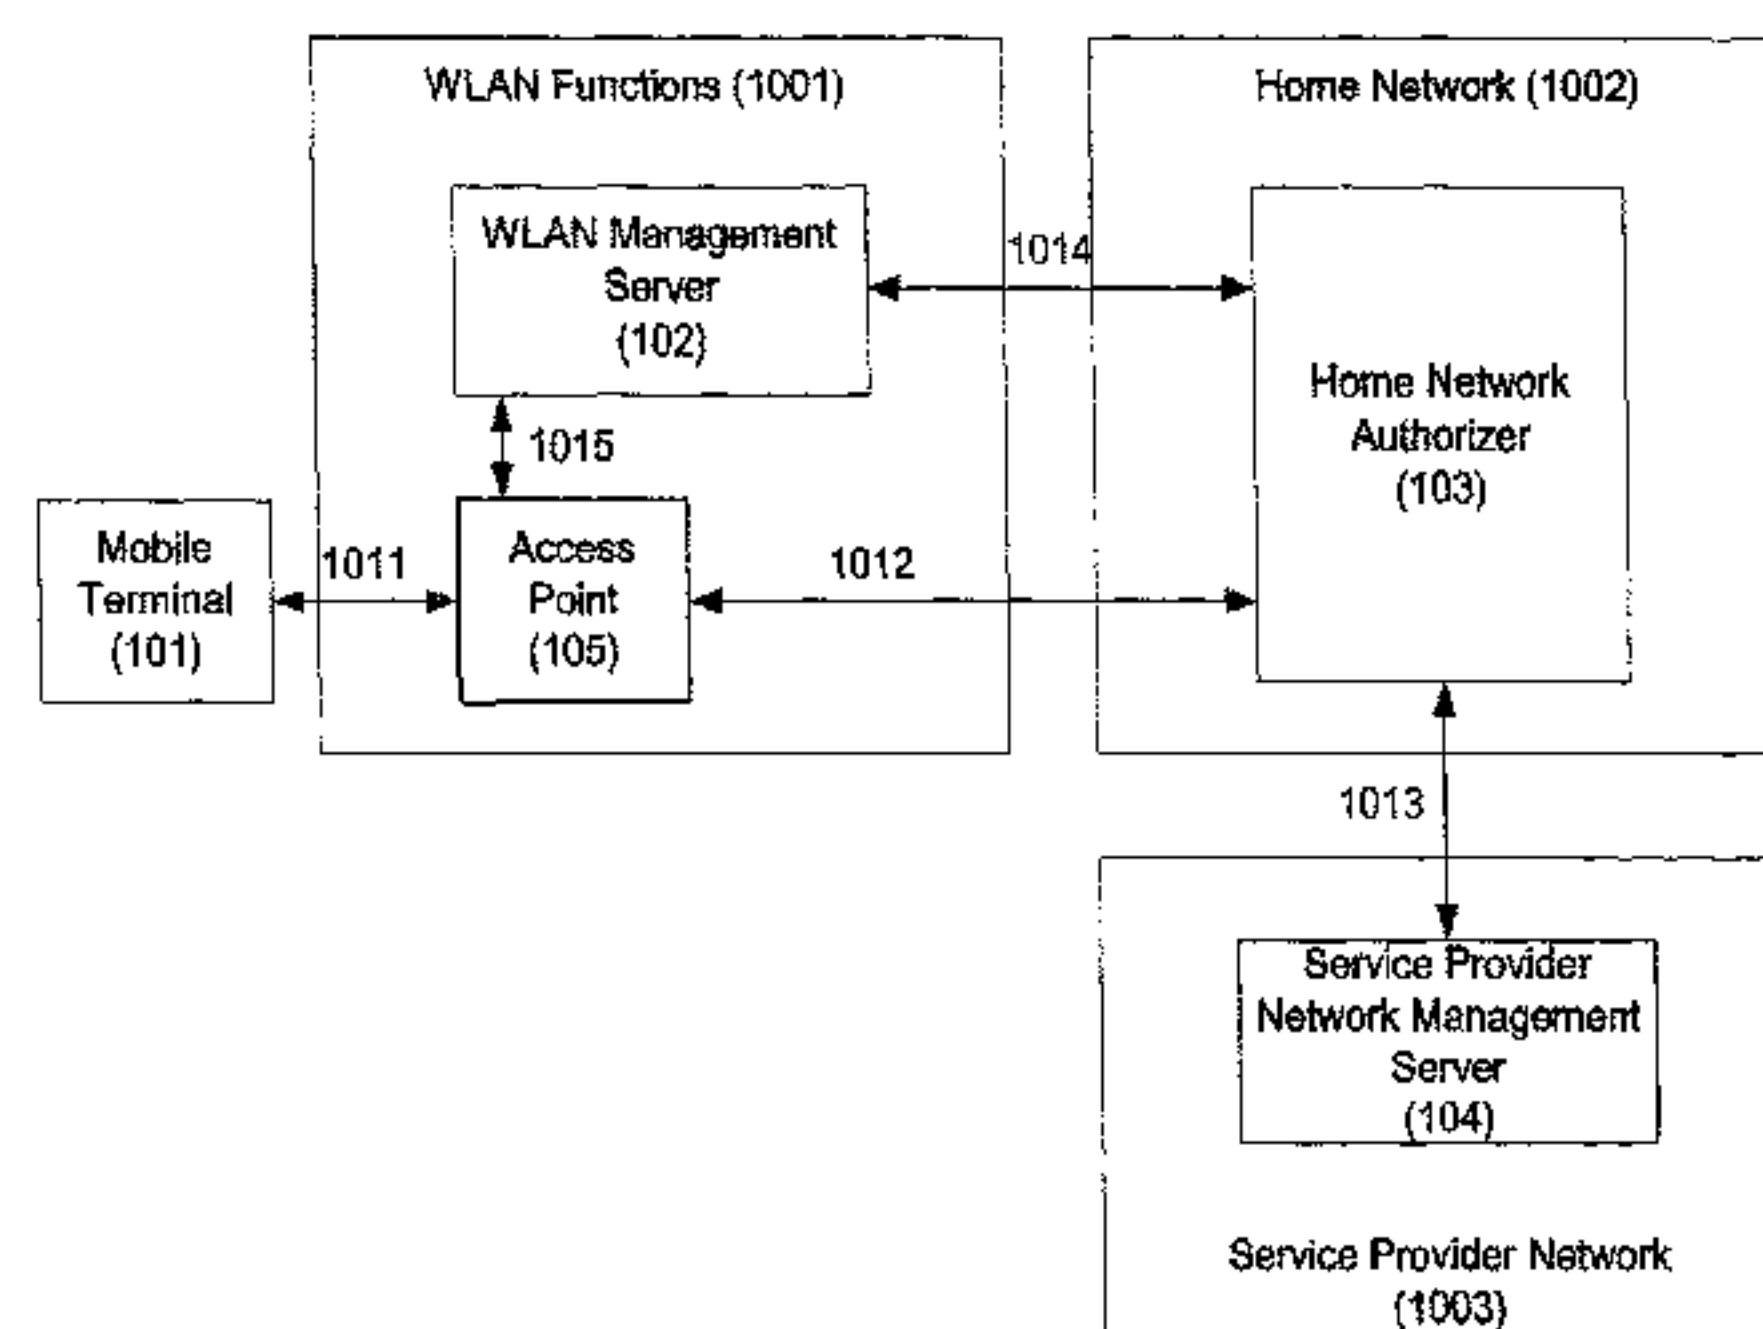 WLAN Functions (1001)
Home Network (1002)
WLAN Management
Server
(102)
1014
Home Network
Authorizer
(103)
1015
Mobile
Terminal
(101)
1011
Access
Point
(105)
1012
1013
Service Provider
Network Management
Server
(104)
Service Provider Network
(1003)